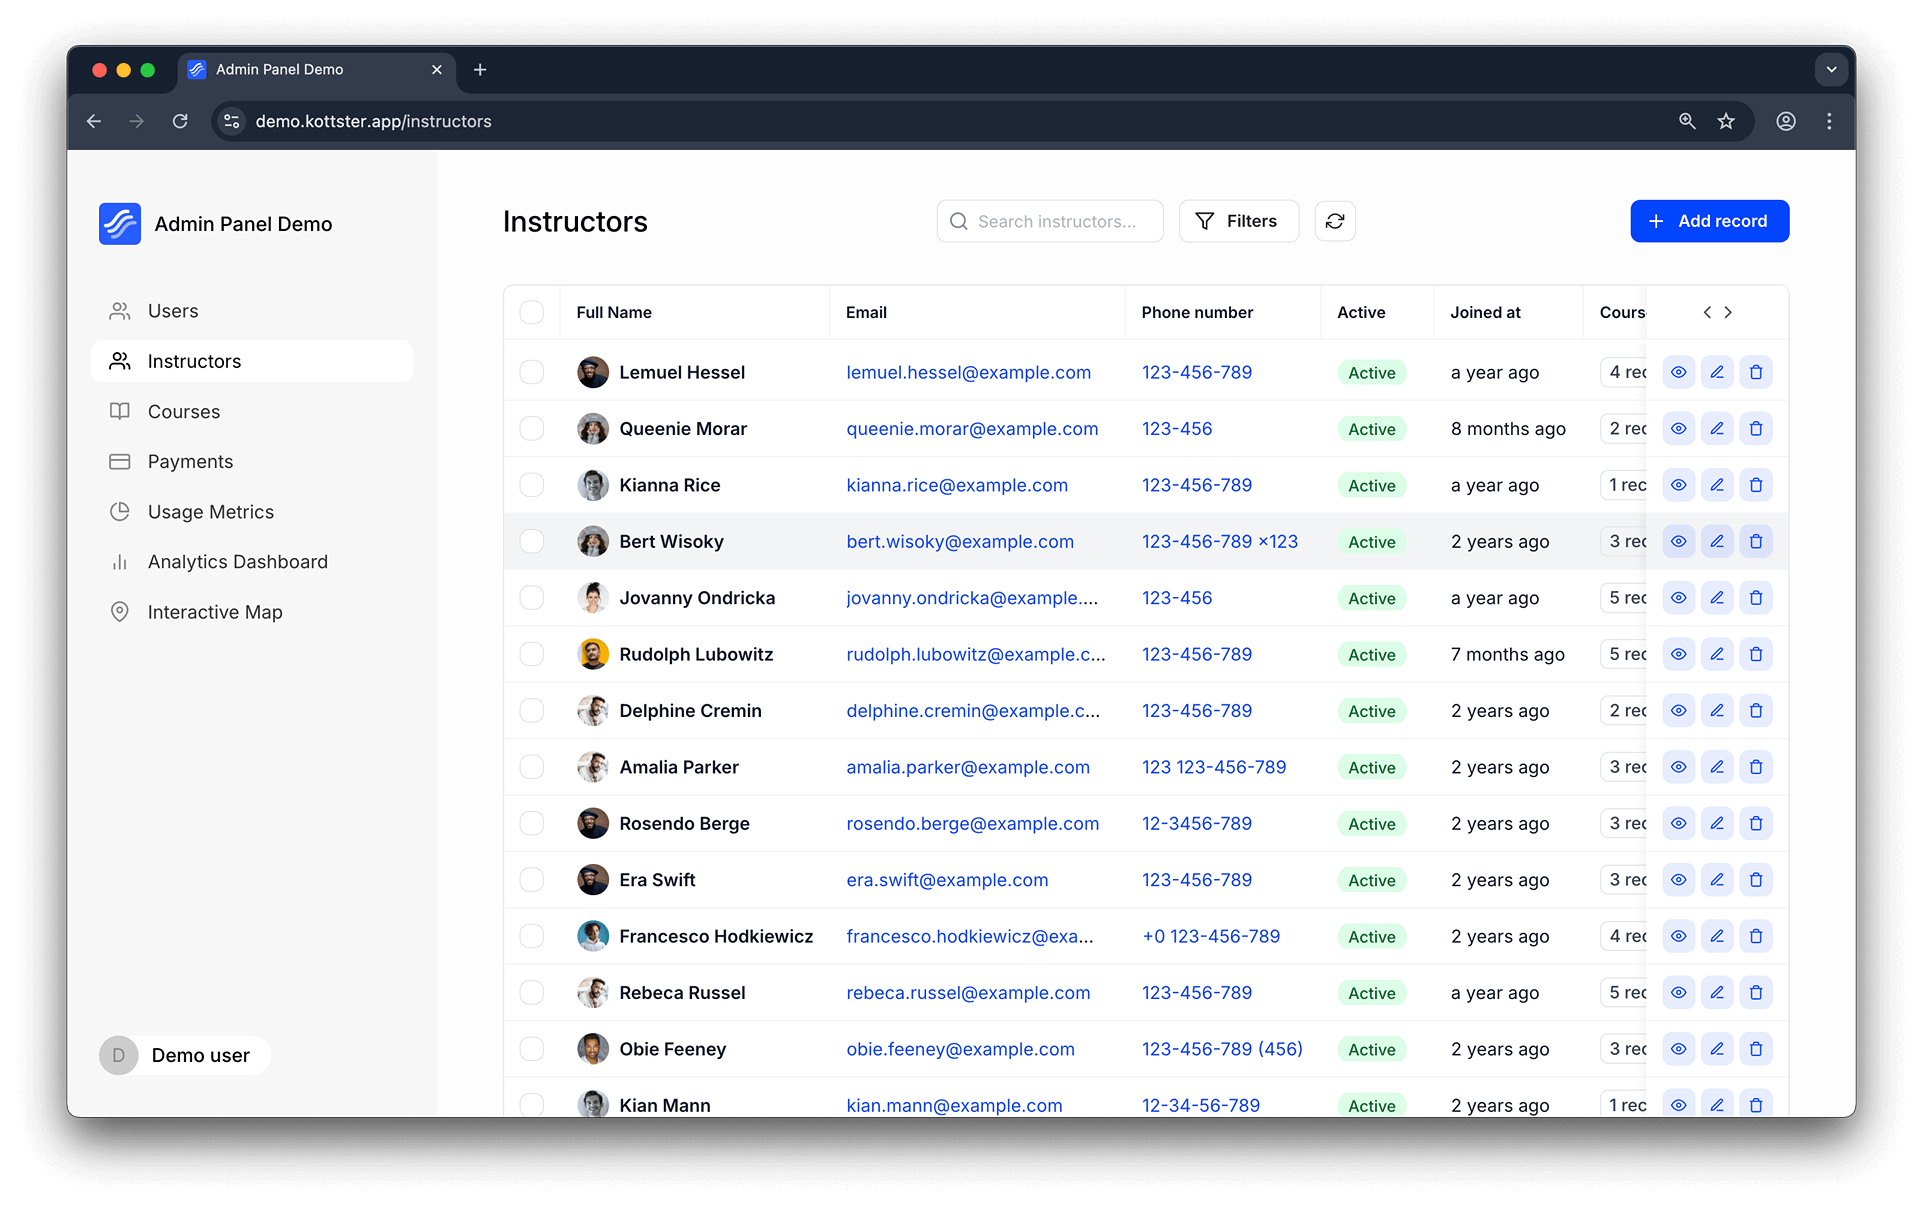 Admin Panel Demo
demo.kottster.app/instructors
Admin Panel Demo
Users
Instructors
Courses
Payments
Usage Metrics
Analytics Dashboard
Interactive Map
D Demo user
Instructors Search instructors... Filters + Add record
Full Name Email Phone number Active Joined at Cours
Lemuel Hessel lemuel.hessel@example.com 123-456-789 Active a year ago 4 rec
Queenie Morar queenie.morar@example.com 123-456 Active 8 months ago 2 rec
Kianna Rice kianna.rice@example.com 123-456-789 Active a year ago 1 rec
Bert Wisoky bert.wisoky@example.com 123-456-789 ×123 Active 2 years ago 3 rec
Jovanny Ondricka jovanny.ondricka@example.... 123-456 Active a year ago 5 rec
Rudolph Lubowitz rudolph.lubowitz@example.c... 123-456-789 Active 7 months ago 5 rec
Delphine Cremin delphine.cremin@example.c... 123-456-789 Active 2 years ago 2 rec
Amalia Parker amalia.parker@example.com 123 123-456-789 Active 2 years ago 3 rec
Rosendo Berge rosendo.berge@example.com 12-3456-789 Active 2 years ago 3 rec
Era Swift era.swift@example.com 123-456-789 Active 2 years ago 3 rec
Francesco Hodkiewicz francesco.hodkiewicz@exa... +0 123-456-789 Active 2 years ago 4 rec
Rebeca Russel rebeca.russel@example.com 123-456-789 Active a year ago 5 rec
Obie Feeney obie.feeney@example.com 123-456-789 (456) Active 2 years ago 3 rec
Kian Mann kian.mann@example.com 12-34-56-789 Active 2 years ago 1 rec